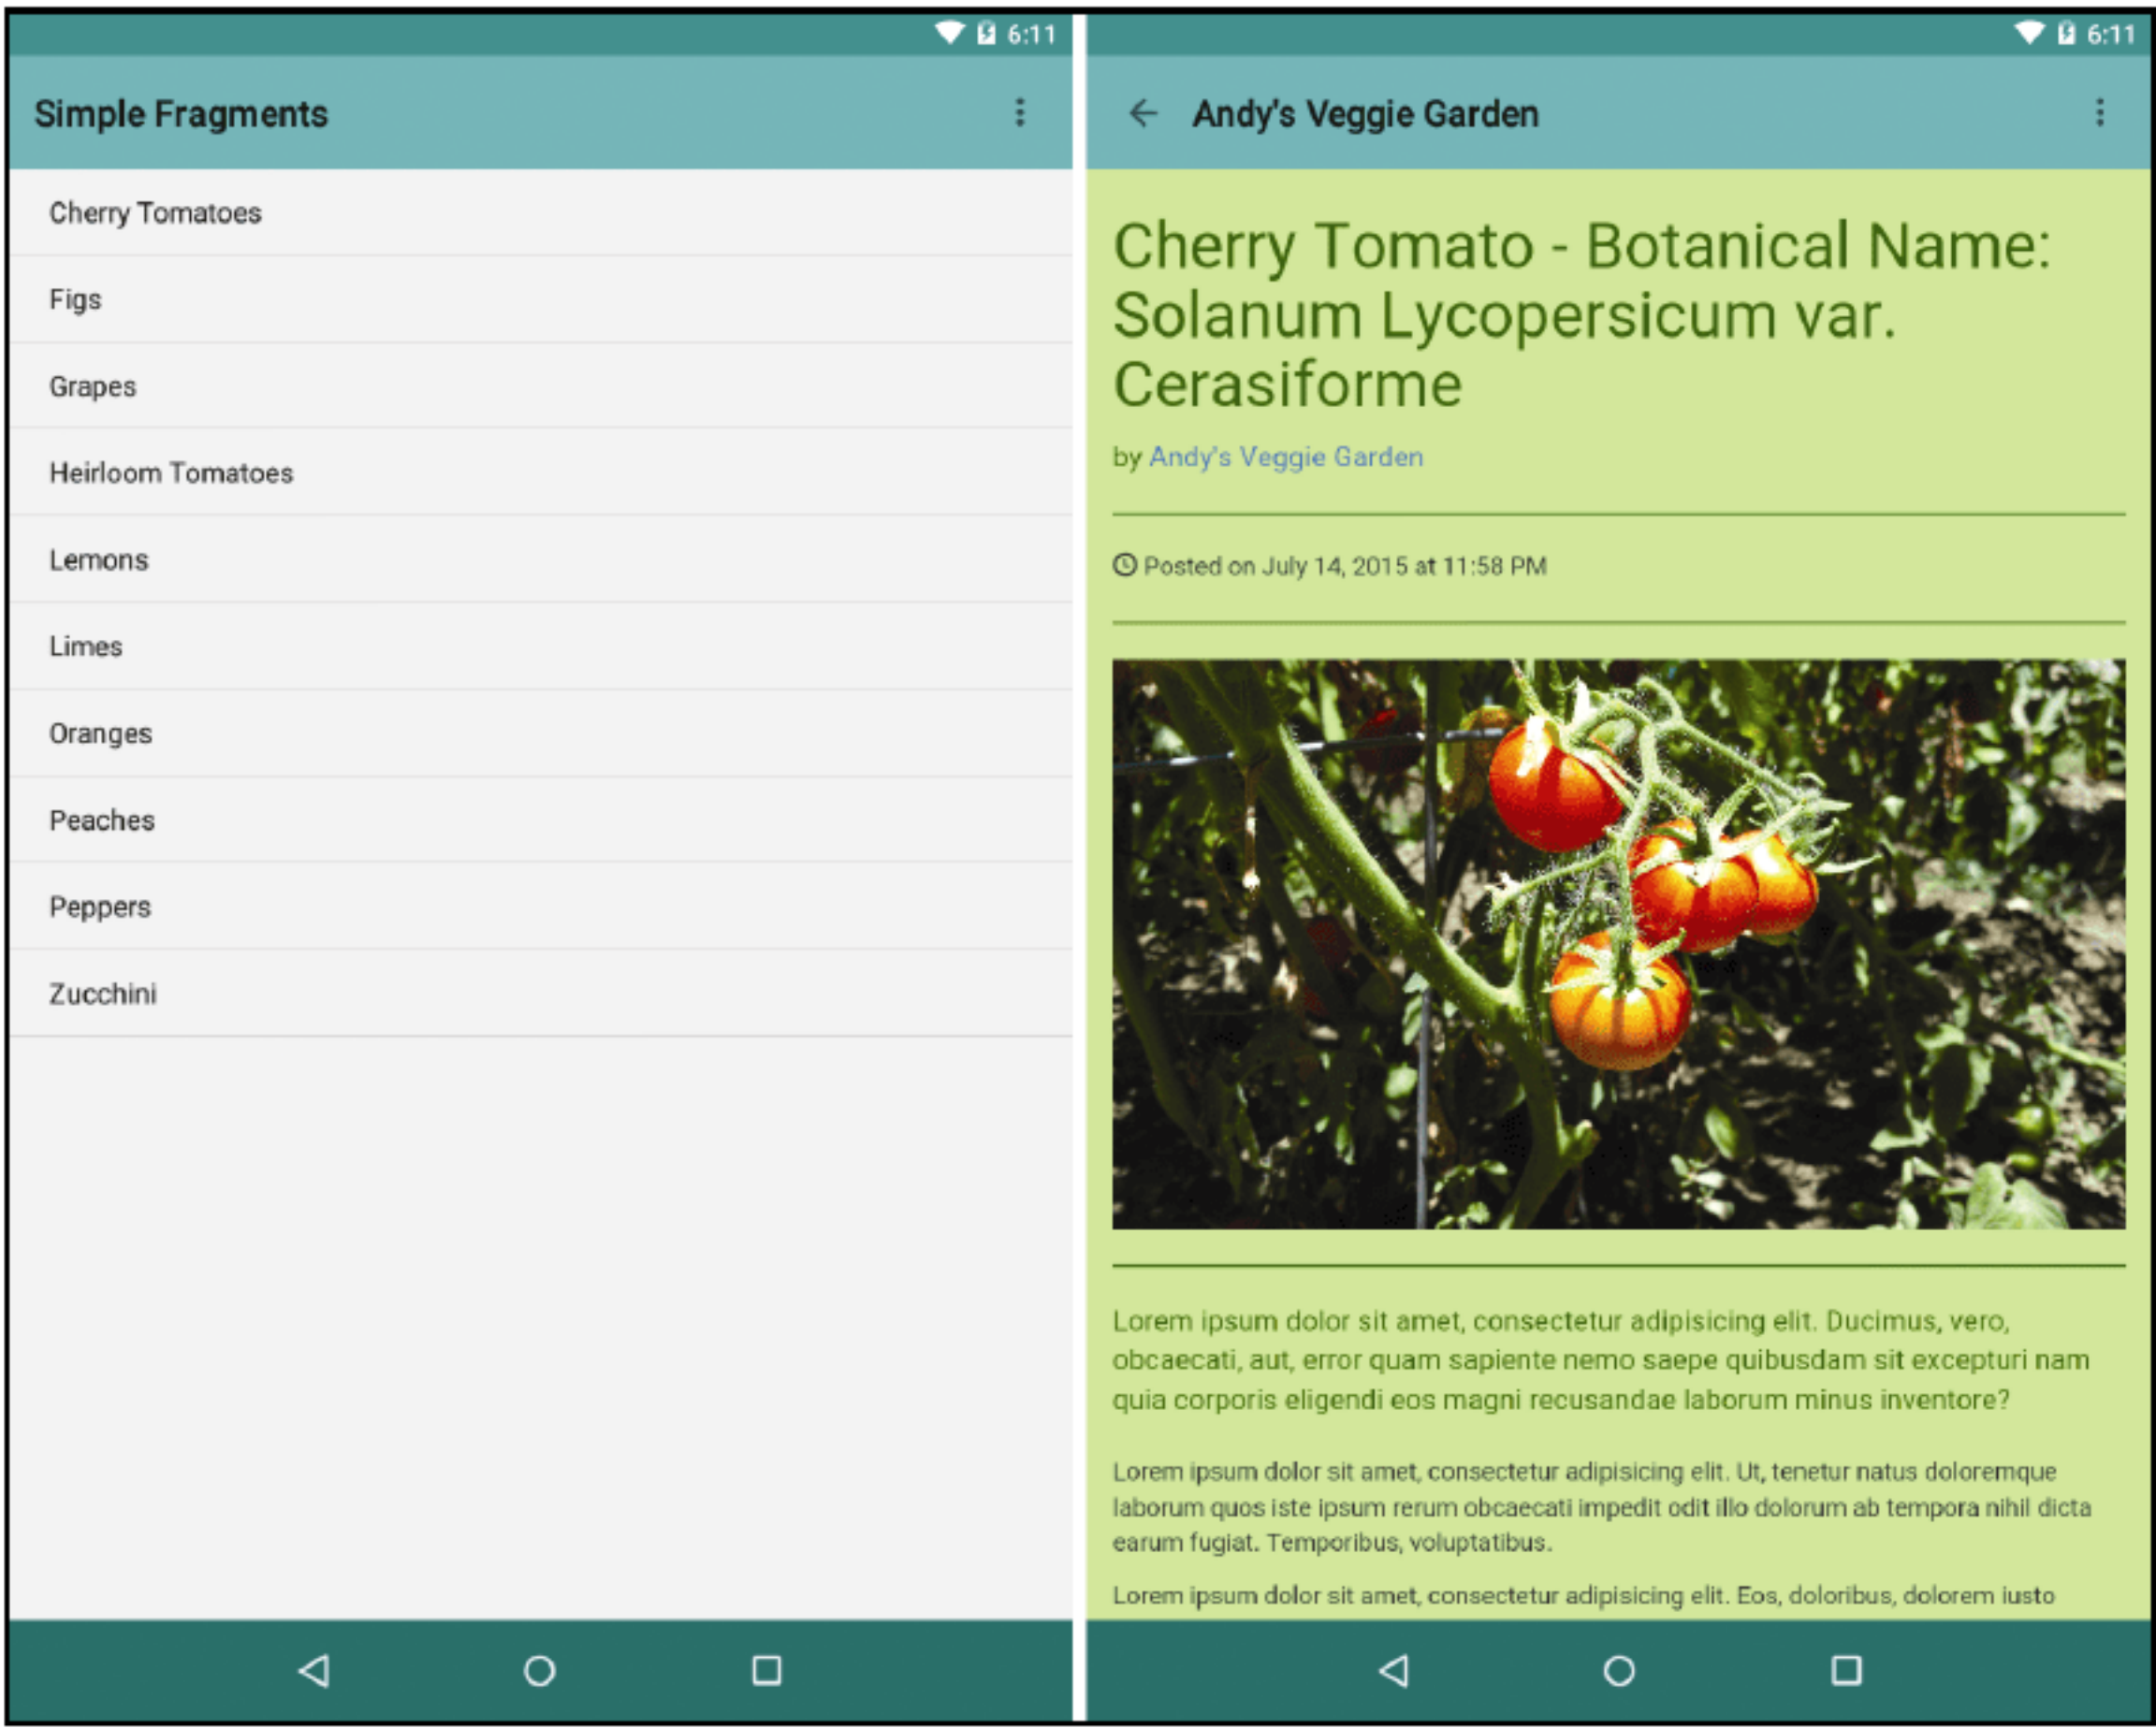 6:11
Simple Fragments
Cherry Tomatoes
Figs
Grapes
Heirloom Tomatoes
Lemons
Limes
Oranges
Peaches
Peppers
Zucchini
6:11
Andy's Veggie Garden
Cherry Tomato - Botanical Name:
Solanum Lycopersicum var.
Cerasiforme
by Andy's Veggie Garden
Posted on July 14, 2015 at 11:58 PM
Lorem ipsum dolor sit amet, consectetur adipisicing elit. Ducimus, vero,
obcaecati, aut, error quam sapiente nemo saepe quibusdam sit excepturi nam
quia corporis eligendi eos magni recusandae laborum minus inventore?
Lorem ipsum dolor sit amet, consectetur adipisicing elit. Ut, tenetur natus doloremque
laborum quos iste ipsum rerum obcaecati impedit odit illo dolorum ab tempora nihil dicta
earum fugiat. Temporibus, voluptatibus.
Lorem ipsum dolor sit amet, consectetur adipisicing elit. Eos, doloribus, dolorem iusto